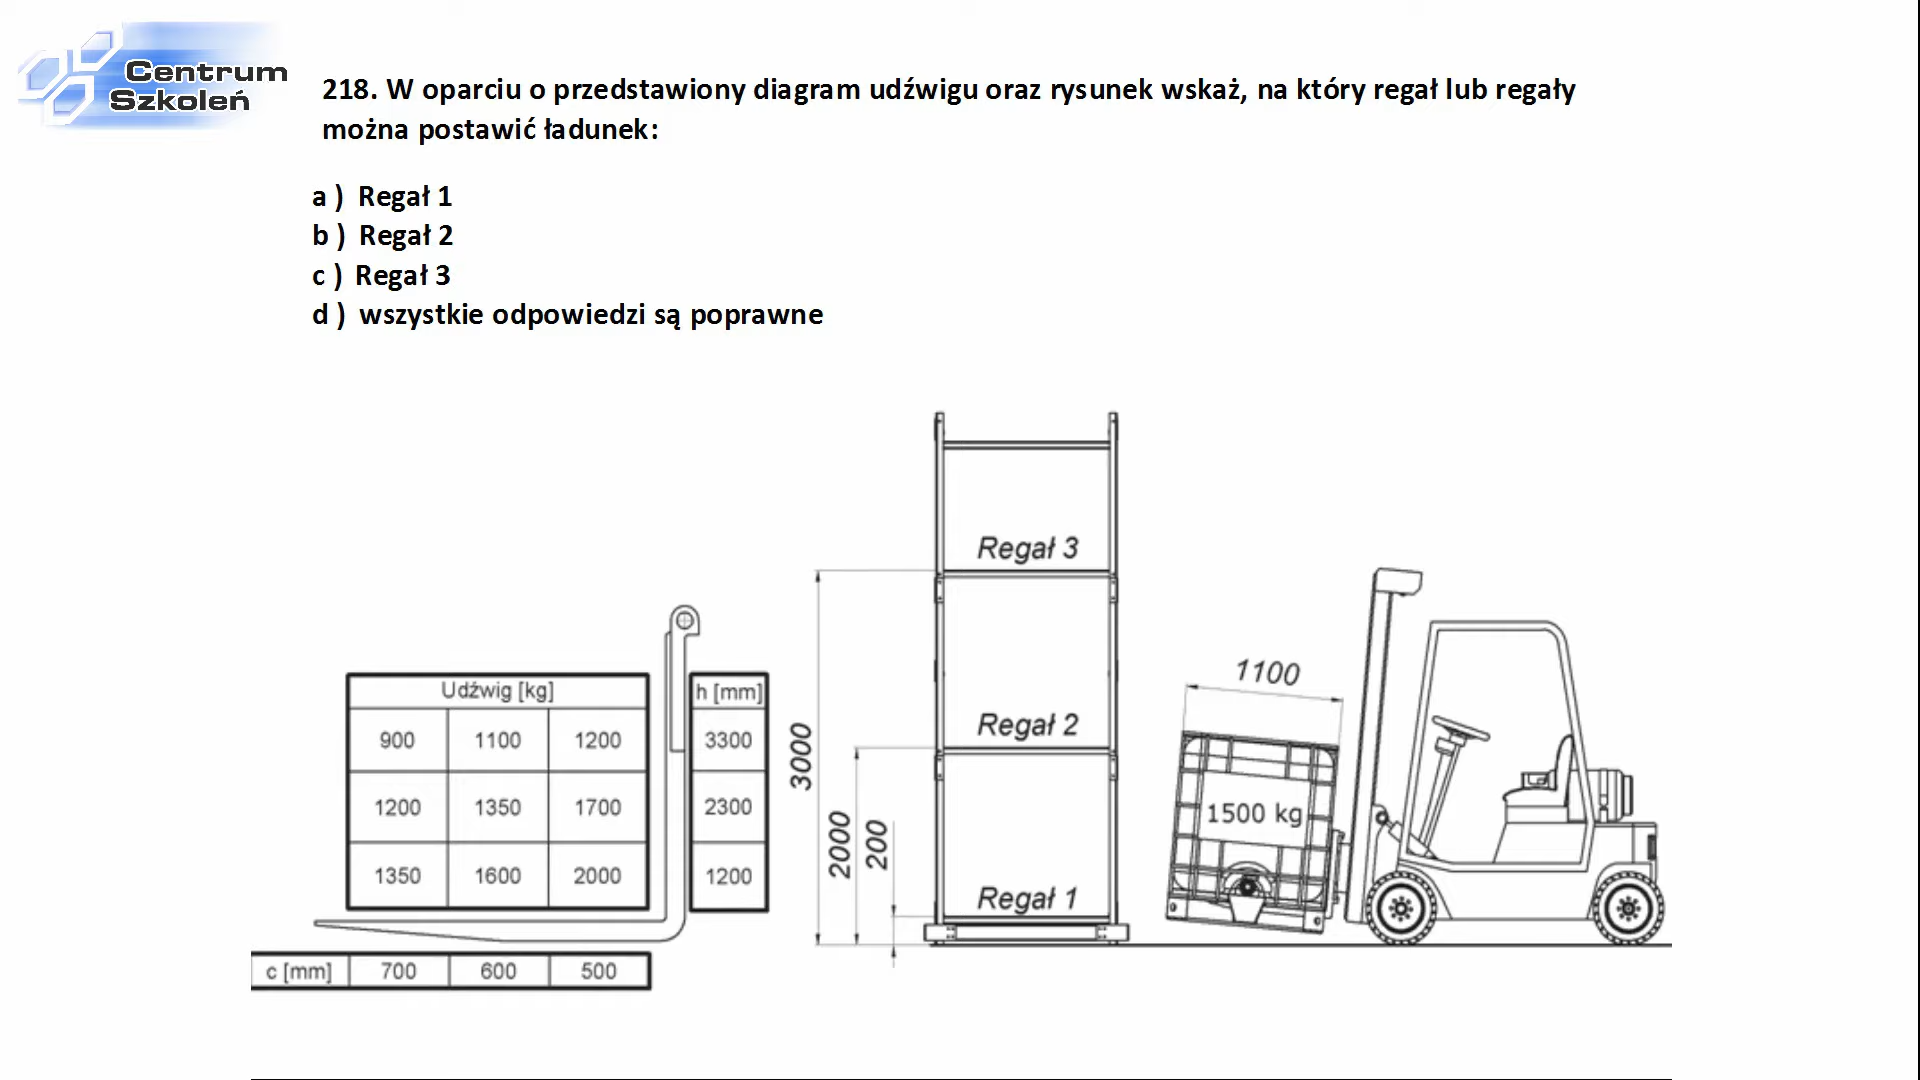 Centrum
Szkoleń
218. W oparciu o przedstawiony diagram udźwigu oraz rysunek wskaż, na który regał lub regały
można postawić ładunek:
a ) Regał 1
b ) Regał 2
c ) Regał 3
d ) wszystkie odpowiedzi są poprawne
Udźwig [kg] h [mm]
900 1100 1200 3300
1200 1350 1700 2300
1350 1600 2000 1200
c [mm] 700 600 500
3000
2000
200
Regał 3
Regał 2
Regał 1
1100
1500 kg